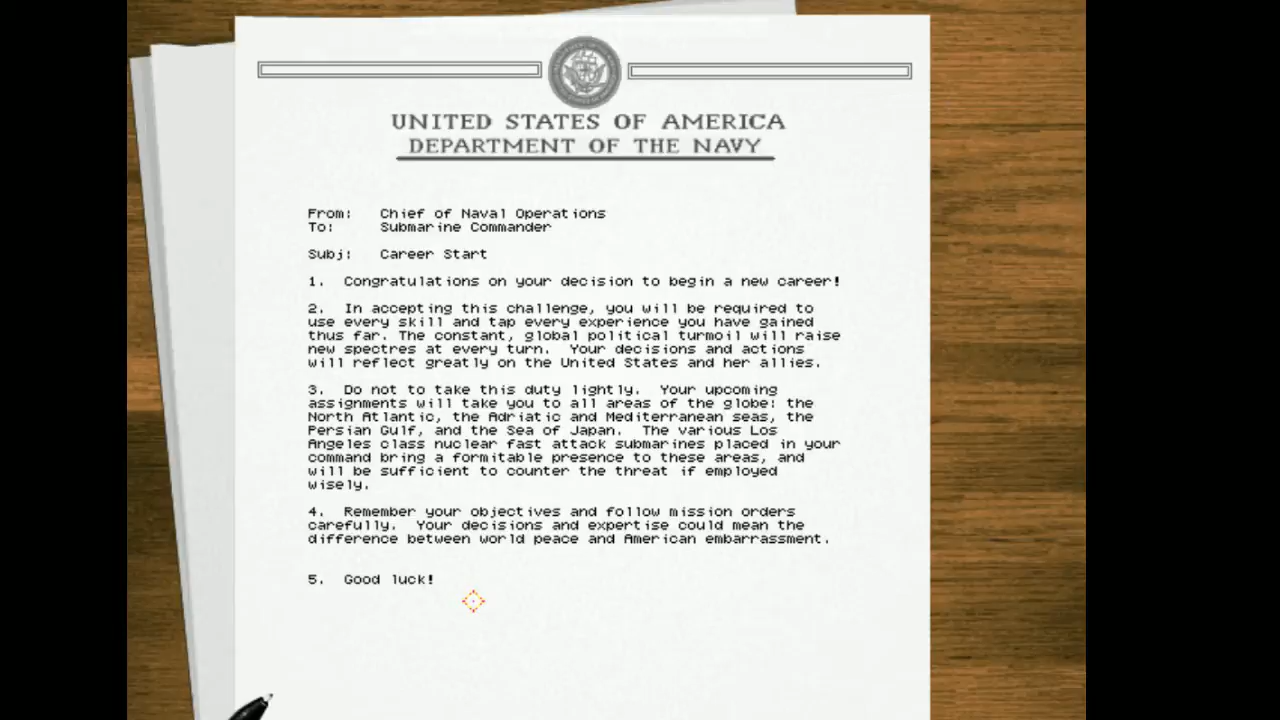 UNITED STATES OF AMERICA
DEPARTMENT OF THE NAVY
From: Chief of Naval Operations
To: Submarine Commander
Subj: Career Start
1. Congratulations on your decision to begin a new career!
2. In accepting this challenge, you will be required to
use every skill and tap every experience you have gained
thus far. The constant, global political turmoil will raise
new spectres at every turn. Your decisions and actions
will reflect greatly on the United States and her allies.
3. Do not to take this duty lightly. Your upcoming
assignments will take you to all areas of the globe: the
North Atlantic, the Adriatic and Mediterranean seas, the
Persian Gulf, and the Sea of Japan. The various Los
Angeles class nuclear fast attack submarines placed in your
command bring a formitable presence to these areas, and
will be sufficient to counter the threat if employed
wisely.
4. Remember your objectives and follow mission orders
carefully. Your decisions and expertise could mean the
difference between world peace and American embarrassment.
5. Good luck!